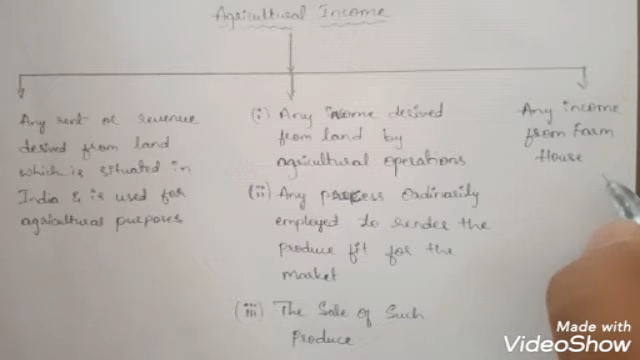 Agricultural Income
Any rent or revenue
derived from land
which is situated in
India & is used for
agricultural purposes
(i) Any income desired
from land by
agricultural operations
(ii) Any process ordinarily
employed to render the
produce fit for the
market
(iii) The Sale of Such
Produce
Any income
from Farm
House
Made with
VideoShow